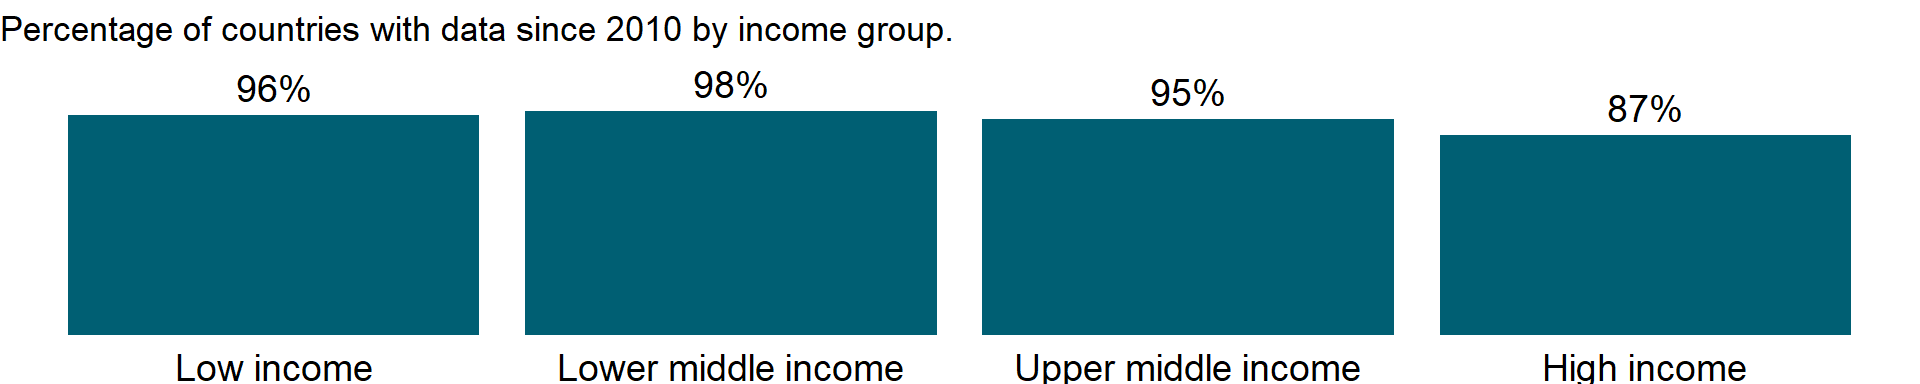 Percentage of countries with data since 2010 by income group.
96%
98%
95%
87%
Low income
Lower middle income
Upper middle income
High income